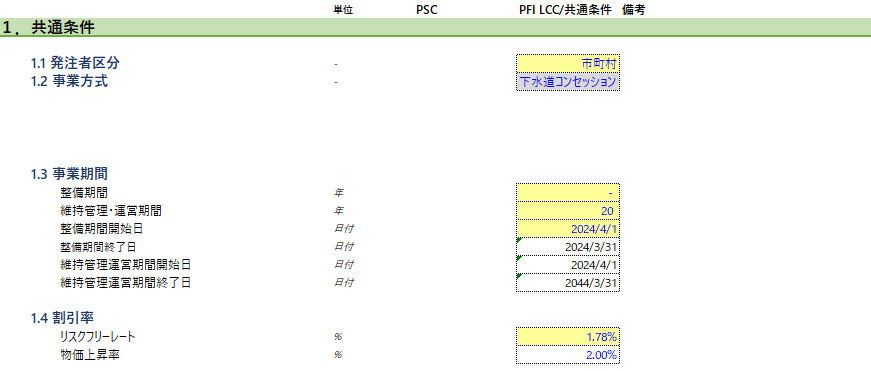 単位 PSC PFI LCC/共通条件 備考
1．共通条件
1.1 発注者区分 - 市町村
1.2 事業方式 - 下水道コンセッション
1.3 事業期間
整備期間 年 -
維持管理・運営期間 年 20
整備期間開始日 日付 2024/4/1
整備期間終了日 日付 2024/3/31
維持管理運営期間開始日 日付 2024/4/1
維持管理運営期間終了日 日付 2044/3/31
1.4 割引率
リスクフリーレート % 1.78%
物価上昇率 % 2.00%